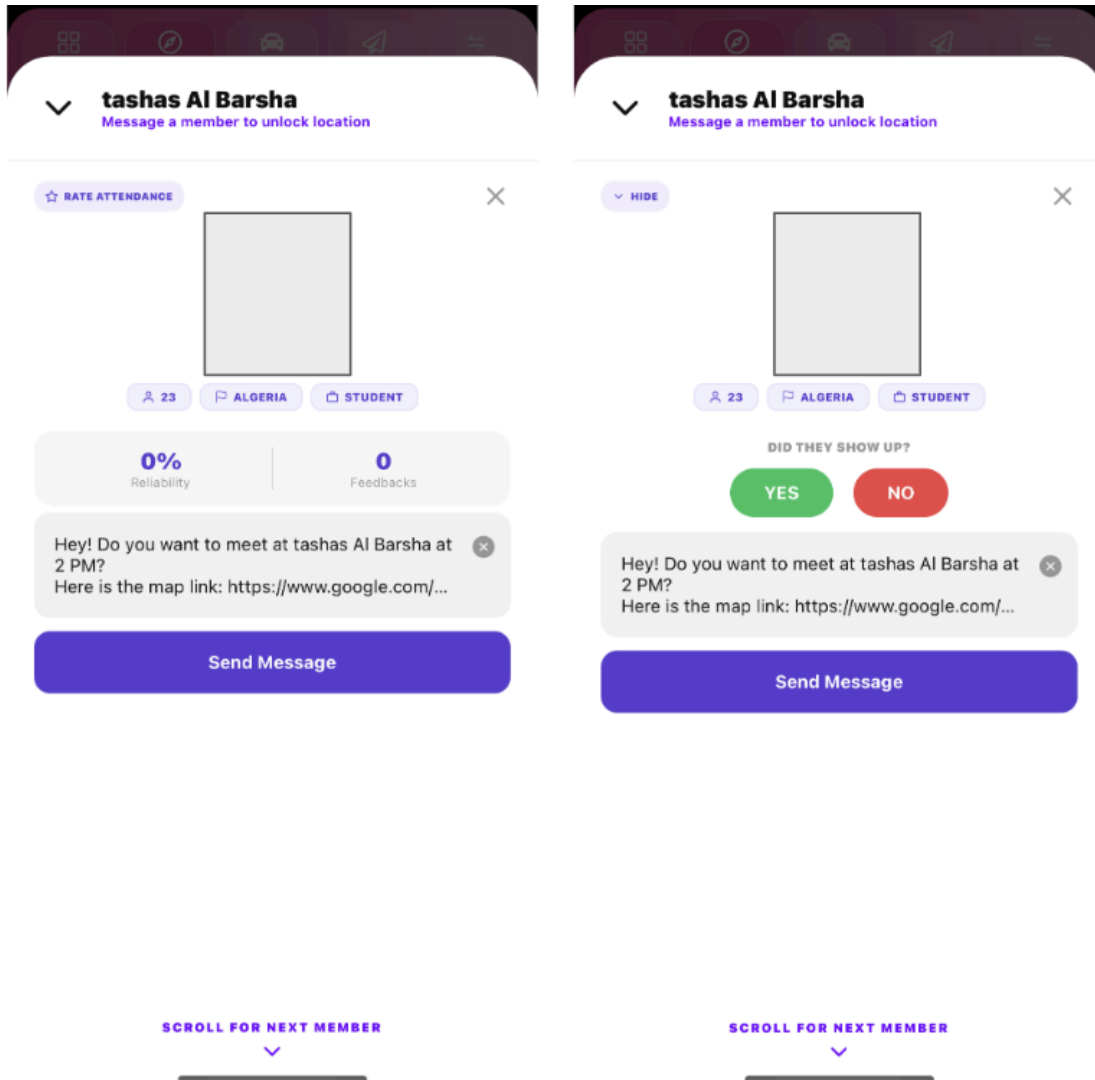 tashas Al Barsha
Message a member to unlock location
RATE ATTENDANCE
23
ALGERIA
STUDENT
0%
Reliability
0
Feedbacks
Hey! Do you want to meet at tashas Al Barsha at
2 PM?
Here is the map link: https://www.google.com/...
Send Message
SCROLL FOR NEXT MEMBER
tashas Al Barsha
Message a member to unlock location
HIDE
23
ALGERIA
STUDENT
DID THEY SHOW UP?
YES
NO
Hey! Do you want to meet at tashas Al Barsha at
2 PM?
Here is the map link: https://www.google.com/...
Send Message
SCROLL FOR NEXT MEMBER